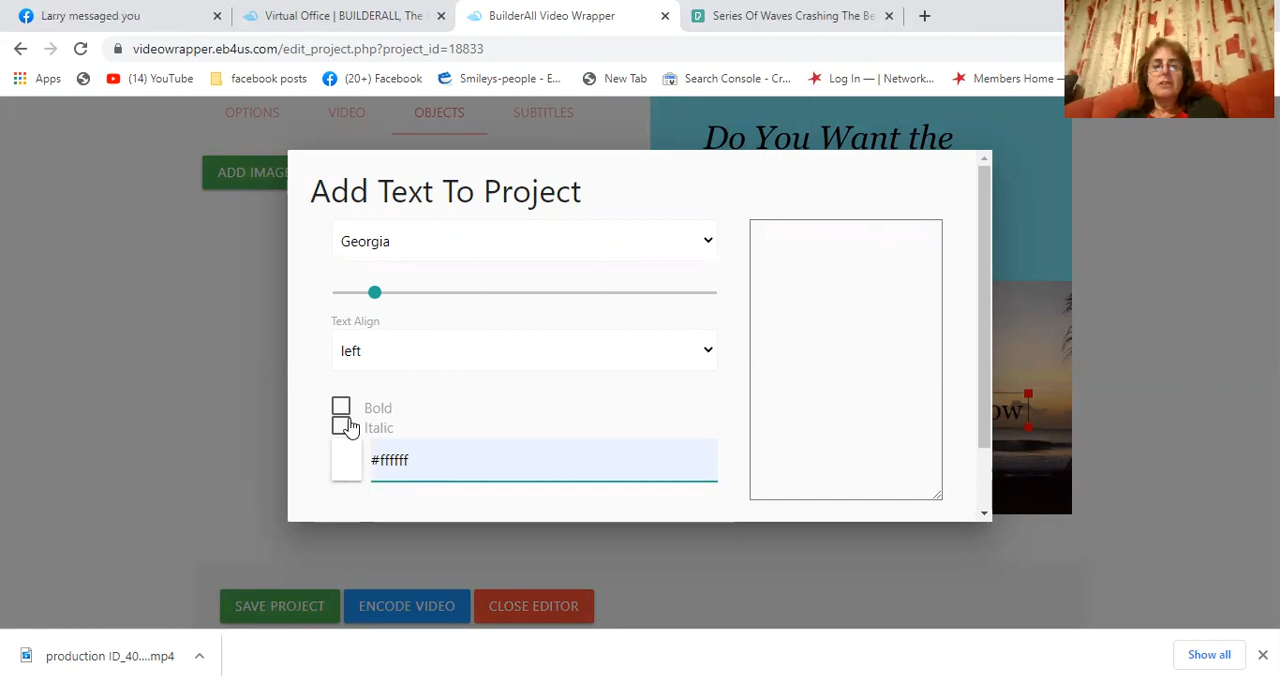 Larry messaged you
Virtual Office | BUILDERALL, The
BuilderAll Video Wrapper
Series Of Waves Crashing The Be
videowrapper.eb4us.com/edit_project.php?project_id=18833
Apps
(14) YouTube
facebook posts
(20+) Facebook
Smileys-people - E...
New Tab
Search Console - Cr...
Log In — | Network...
Members Home —
OPTIONS
VIDEO
OBJECTS
SUBTITLES
Do You Want the
ADD IMAGE
Add Text To Project
Georgia
Text Align
left
Bold
Italic
#ffffff
ow
SAVE PROJECT
ENCODE VIDEO
CLOSE EDITOR
production ID_40....mp4
Show all